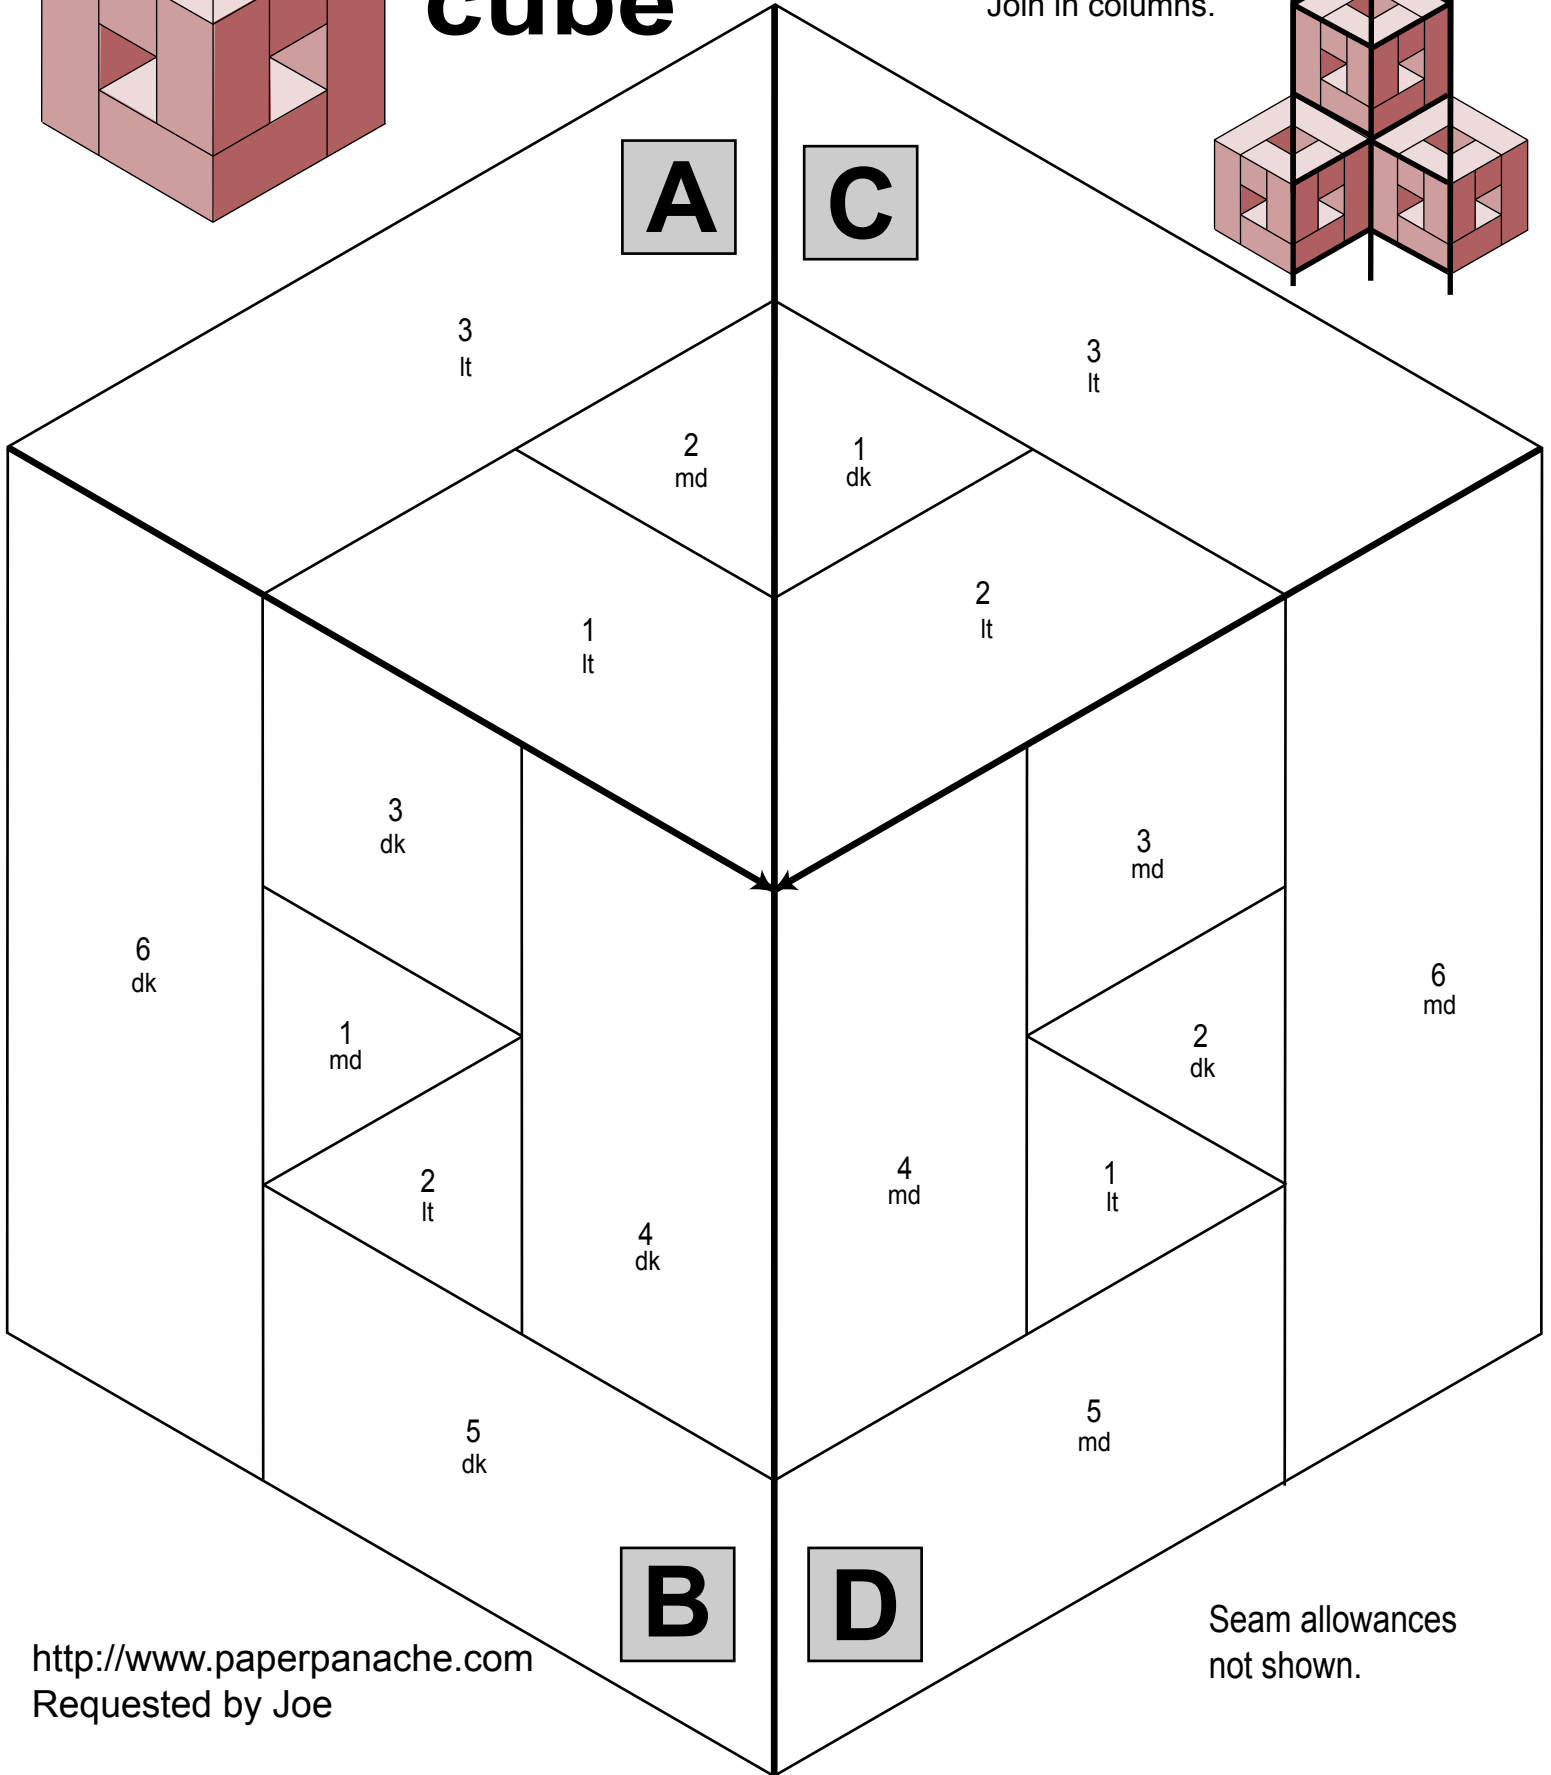 cube
Join in columns.
A
C
3
lt
3
lt
2
md
1
dk
1
lt
2
lt
3
dk
3
md
6
dk
6
md
1
md
2
dk
2
lt
1
lt
4
dk
4
md
5
dk
5
md
B
D
http://www.paperpanache.com
Requested by Joe
Seam allowances
not shown.